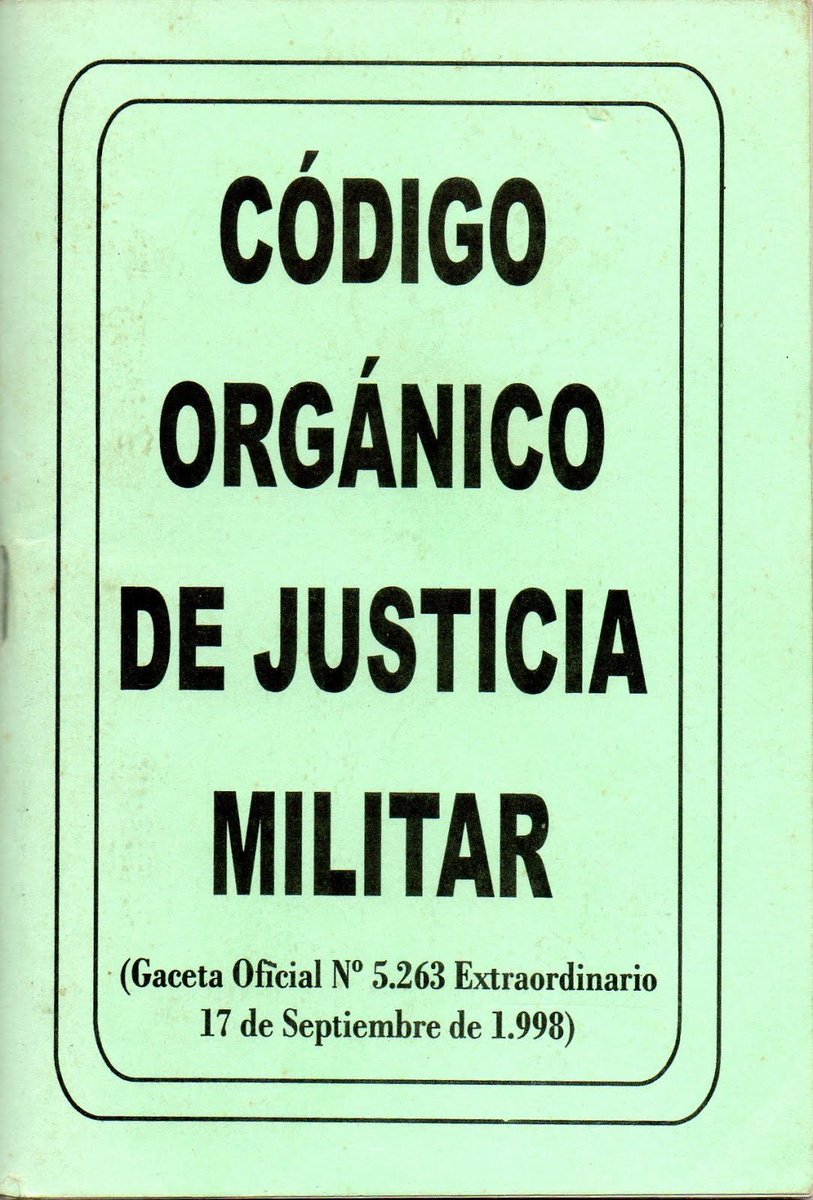 CÓDIGO
ORGÁNICO
DE JUSTICIA
MILITAR
(Gaceta Oficial Nº 5.263 Extraordinario
17 de Septiembre de 1.998)